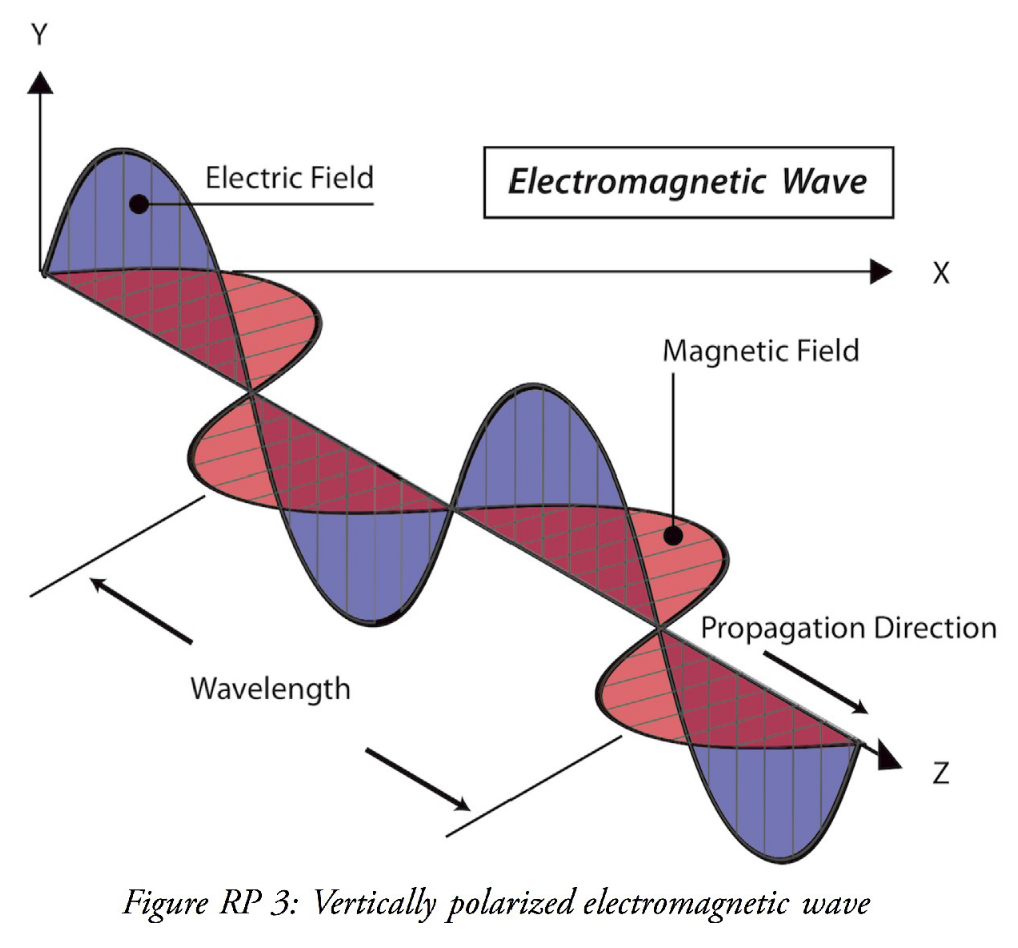 Y
Electric Field
Electromagnetic Wave
X
Magnetic Field
Propagation Direction
Wavelength
Z
Figure RP 3: Vertically polarized electromagnetic wave